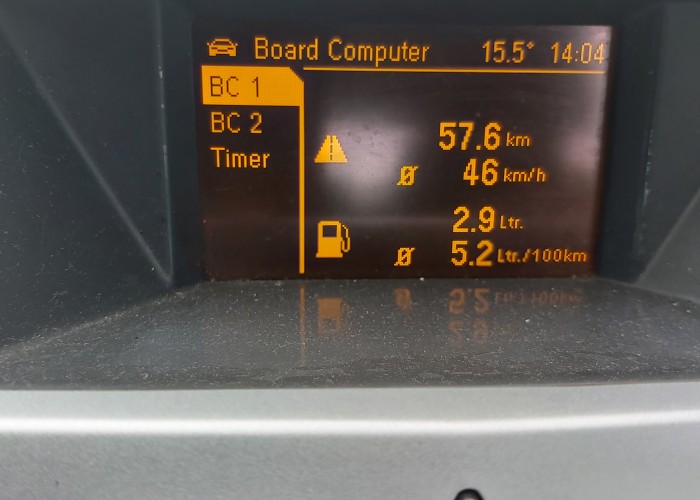 Board Computer 15.5° 14:04
BC 1
BC 2
Timer
57.6 km
Ø 46 km/h
2.9 Ltr.
Ø 5.2 Ltr./100km